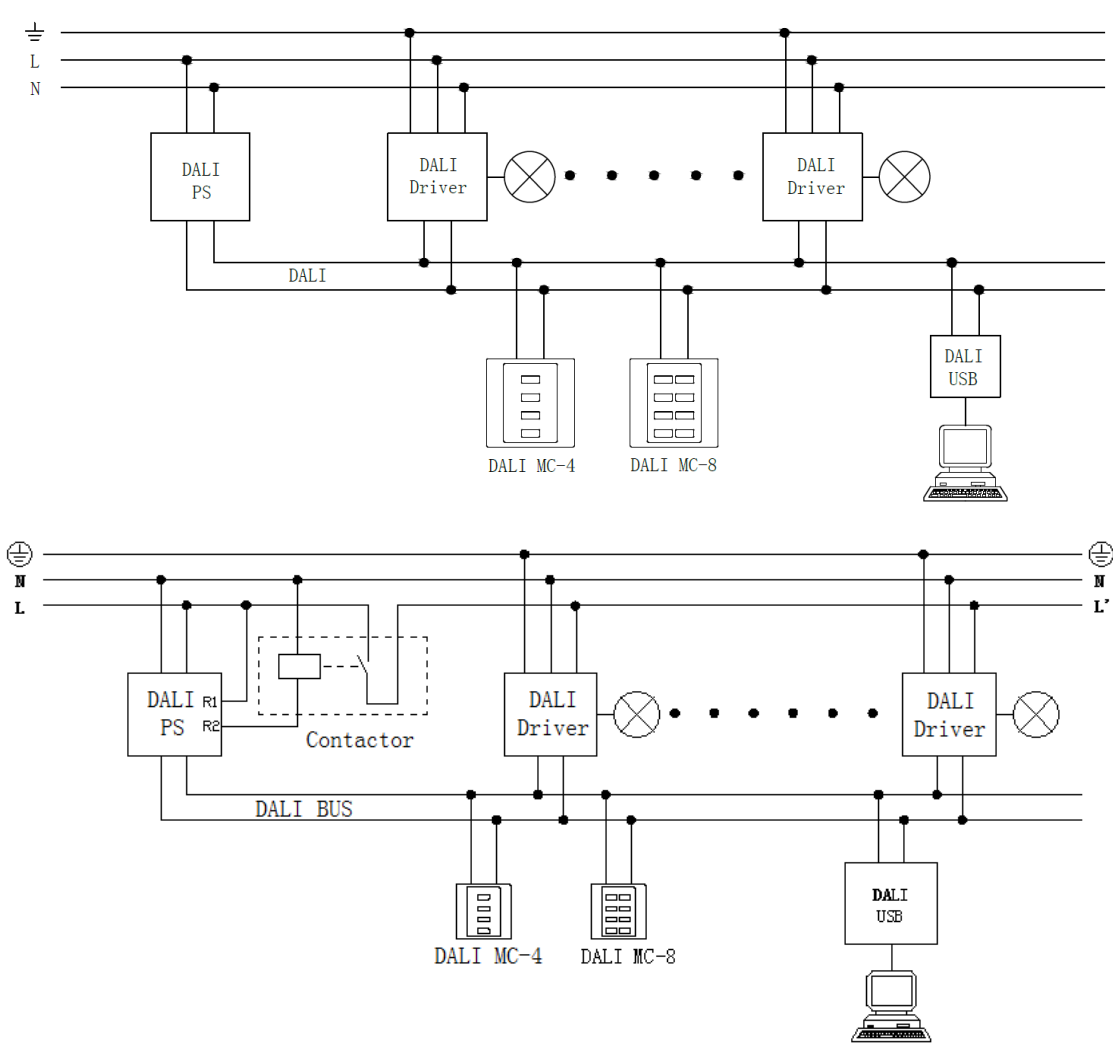 L
N
DALI
PS
DALI
Driver
DALI
Driver
DALI
DALI
USB
DALI MC-4
DALI MC-8
N
N
L
L'
DALI
PS
R1
R2
Contactor
DALI
Driver
DALI
Driver
DALI BUS
DALI
USB
DALI MC-4
DALI MC-8